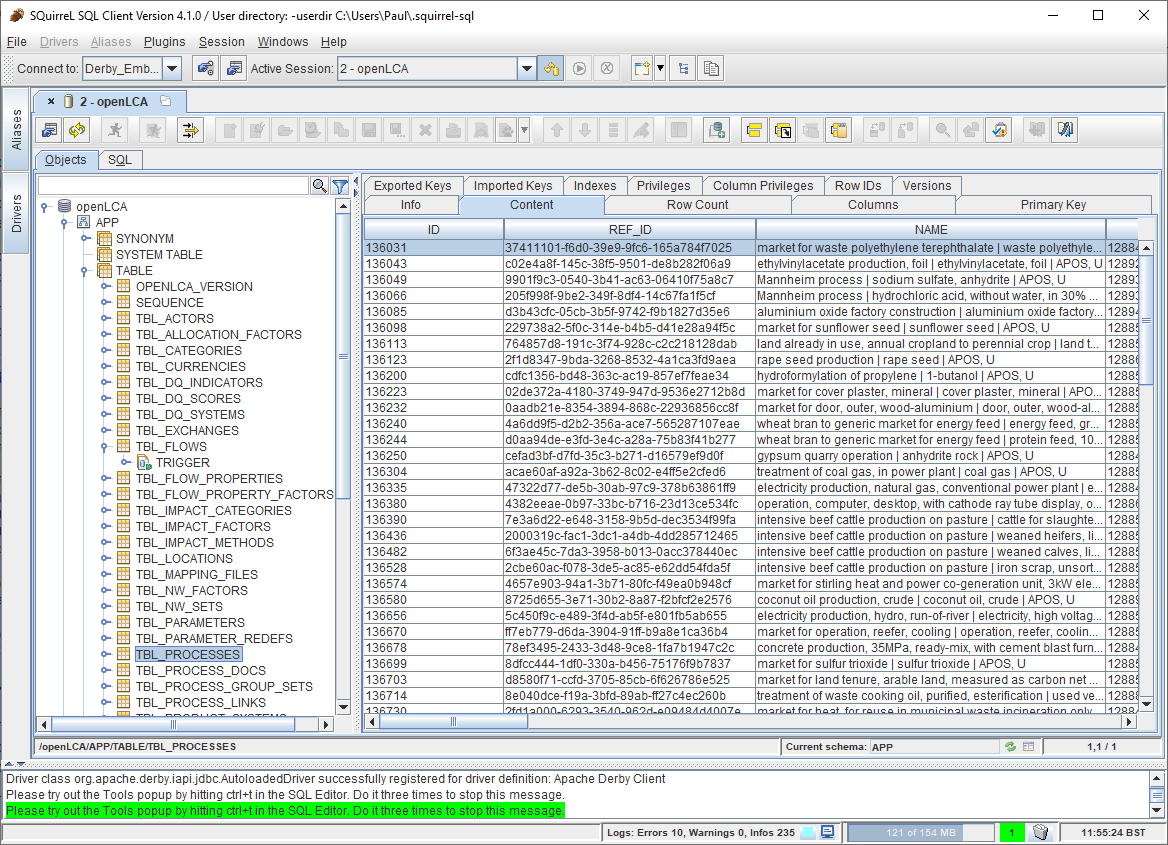 SQuirreL SQL Client Version 4.1.0 / User directory: -userdir C:\Users\Paul\.squirrel-sql
File Drivers Aliases Plugins Session Windows Help
Connect to: Derby_Emb... Active Session: 2 - openLCA
Aliases
Drivers
2 - openLCA
Objects SQL
openLCA
APP
SYNONYM
SYSTEM TABLE
TABLE
OPENLCA_VERSION
SEQUENCE
TBL_ACTORS
TBL_ALLOCATION_FACTORS
TBL_CATEGORIES
TBL_CURRENCIES
TBL_DQ_INDICATORS
TBL_DQ_SCORES
TBL_DQ_SYSTEMS
TBL_EXCHANGES
TBL_FLOWS
TRIGGER
TBL_FLOW_PROPERTIES
TBL_FLOW_PROPERTY_FACTORS
TBL_IMPACT_CATEGORIES
TBL_IMPACT_FACTORS
TBL_IMPACT_METHODS
TBL_LOCATIONS
TBL_MAPPING_FILES
TBL_NW_FACTORS
TBL_NW_SETS
TBL_PARAMETERS
TBL_PARAMETER_REDEFS
TBL_PROCESSES
TBL_PROCESS_DOCS
TBL_PROCESS_GROUP_SETS
TBL_PROCESS_LINKS
TBL_PRODUCT_SYSTEMS
Exported Keys Imported Keys Indexes Privileges Column Privileges Row IDs Versions
Info Content Row Count Columns Primary Key
ID REF_ID NAME
136031 37411101-f6d0-39e9-9fc6-165a784f7025 market for waste polyethylene terephthalate | waste polyethyle... 12884
136043 c02e4a8f-145c-38f5-9501-de8b282f06a9 ethylvinylacetate production, foil | ethylvinylacetate, foil | APOS, U 12892
136049 9901f9c3-0540-3b41-ac63-06410f75a8c7 Mannheim process | sodium sulfate, anhydrite | APOS, U 12893
136066 205f998f-9be2-349f-8df4-14c67fa1f5cf Mannheim process | hydrochloric acid, without water, in 30% ... 12893
136085 d3b43cfc-05cb-3b5f-9742-f9b1827d35e6 aluminium oxide factory construction | aluminium oxide factory... 12894
136098 229738a2-5f0c-314e-b4b5-d41e28a94f5c market for sunflower seed | sunflower seed | APOS, U 12885
136113 764857d8-191c-3f74-928c-c2c218128dab land already in use, annual cropland to perennial crop | land t... 12885
136123 2f1d8347-9bda-3268-8532-4a1ca3fd9aea rape seed production | rape seed | APOS, U 12886
136200 cdfc1356-bd48-363c-ac19-857ef7feae34 hydroformylation of propylene | 1-butanol | APOS, U 12885
136223 02de372a-4180-3749-947d-9536e2712b8d market for cover plaster, mineral | cover plaster, mineral | APO... 12885
136232 0aadb21e-8354-3894-868c-22936856cc8f market for door, outer, wood-aluminium | door, outer, wood-al... 12885
136240 4a6dd9f5-d2b2-356a-ace7-565287107eae wheat bran to generic market for energy feed | energy feed, gr... 12885
136244 d0aa94de-e3fd-3e4c-a28a-75b83f41b277 wheat bran to generic market for energy feed | protein feed, 10... 12885
136250 cefad3bf-d7fd-35c3-b271-d16579ef9d0f gypsum quarry operation | anhydrite rock | APOS, U 12885
136304 acae60af-a92a-3b62-8c02-e4ff5e2cfed6 treatment of coal gas, in power plant | coal gas | APOS, U 12885
136335 47322d77-de5b-30ab-97c9-378b63861ff9 electricity production, natural gas, conventional power plant | e... 12885
136380 4382eeae-0b97-33bc-b716-23d13ce534fc operation, computer, desktop, with cathode ray tube display, o... 12885
136390 7e3a6d22-e648-3158-9b5d-dec3534f99fa intensive beef cattle production on pasture | cattle for slaughte... 12885
136436 2000319c-fac1-3dc1-a4db-4dd285712465 intensive beef cattle production on pasture | weaned heifers, li... 12885
136482 6f3ae45c-7da3-3958-b013-0acc378440ec intensive beef cattle production on pasture | weaned calves, li... 12885
136528 2cbe60ac-f078-3de5-ac85-e62dd54fda5f intensive beef cattle production on pasture | iron scrap, unsort... 12885
136574 4657e903-94a1-3b71-80fc-f49ea0b948cf market for stirling heat and power co-generation unit, 3kW ele... 12885
136580 8725d655-3e71-30b2-8a87-f2bfcf2e2576 coconut oil production, crude | coconut oil, crude | APOS, U 12889
136656 5c450f9c-e489-3f4d-ab5f-e801fb5ab655 electricity production, hydro, run-of-river | electricity, high voltag... 12885
136670 ff7eb779-d6da-3904-91ff-b9a8e1ca36b4 market for operation, reefer, cooling | operation, reefer, coolin... 12885
136678 78ef3495-2433-3d48-9ce8-1fa7b1947c2c concrete production, 35MPa, ready-mix, with cement blast furn... 12885
136699 8dfcc444-1df0-330a-b456-75176f9b7837 market for sulfur trioxide | sulfur trioxide | APOS, U 12885
136703 d8580f71-ccfd-3705-85cb-6f626786e525 market for land tenure, arable land, measured as carbon net ... 12885
136714 8e040dce-f19a-3bfd-89ab-ff27c4ec260b treatment of waste cooking oil, purified, esterification | used ve... 12888
136730 2fd1a000-6293-3540-962d-e09484d4007e market for heat, for reuse in municipal waste incineration only 12884
/openLCA/APP/TABLE/TBL_PROCESSES Current schema: APP 1,1 / 1
Driver class org.apache.derby.iapi.jdbc.AutoloadedDriver successfully registered for driver definition: Apache Derby Client
Please try out the Tools popup by hitting ctrl+t in the SQL Editor. Do it three times to stop this message.
Please try out the Tools popup by hitting ctrl+t in the SQL Editor. Do it three times to stop this message.
Logs: Errors 10, Warnings 0, Infos 235 121 of 154 MB 1 11:55:24 BST